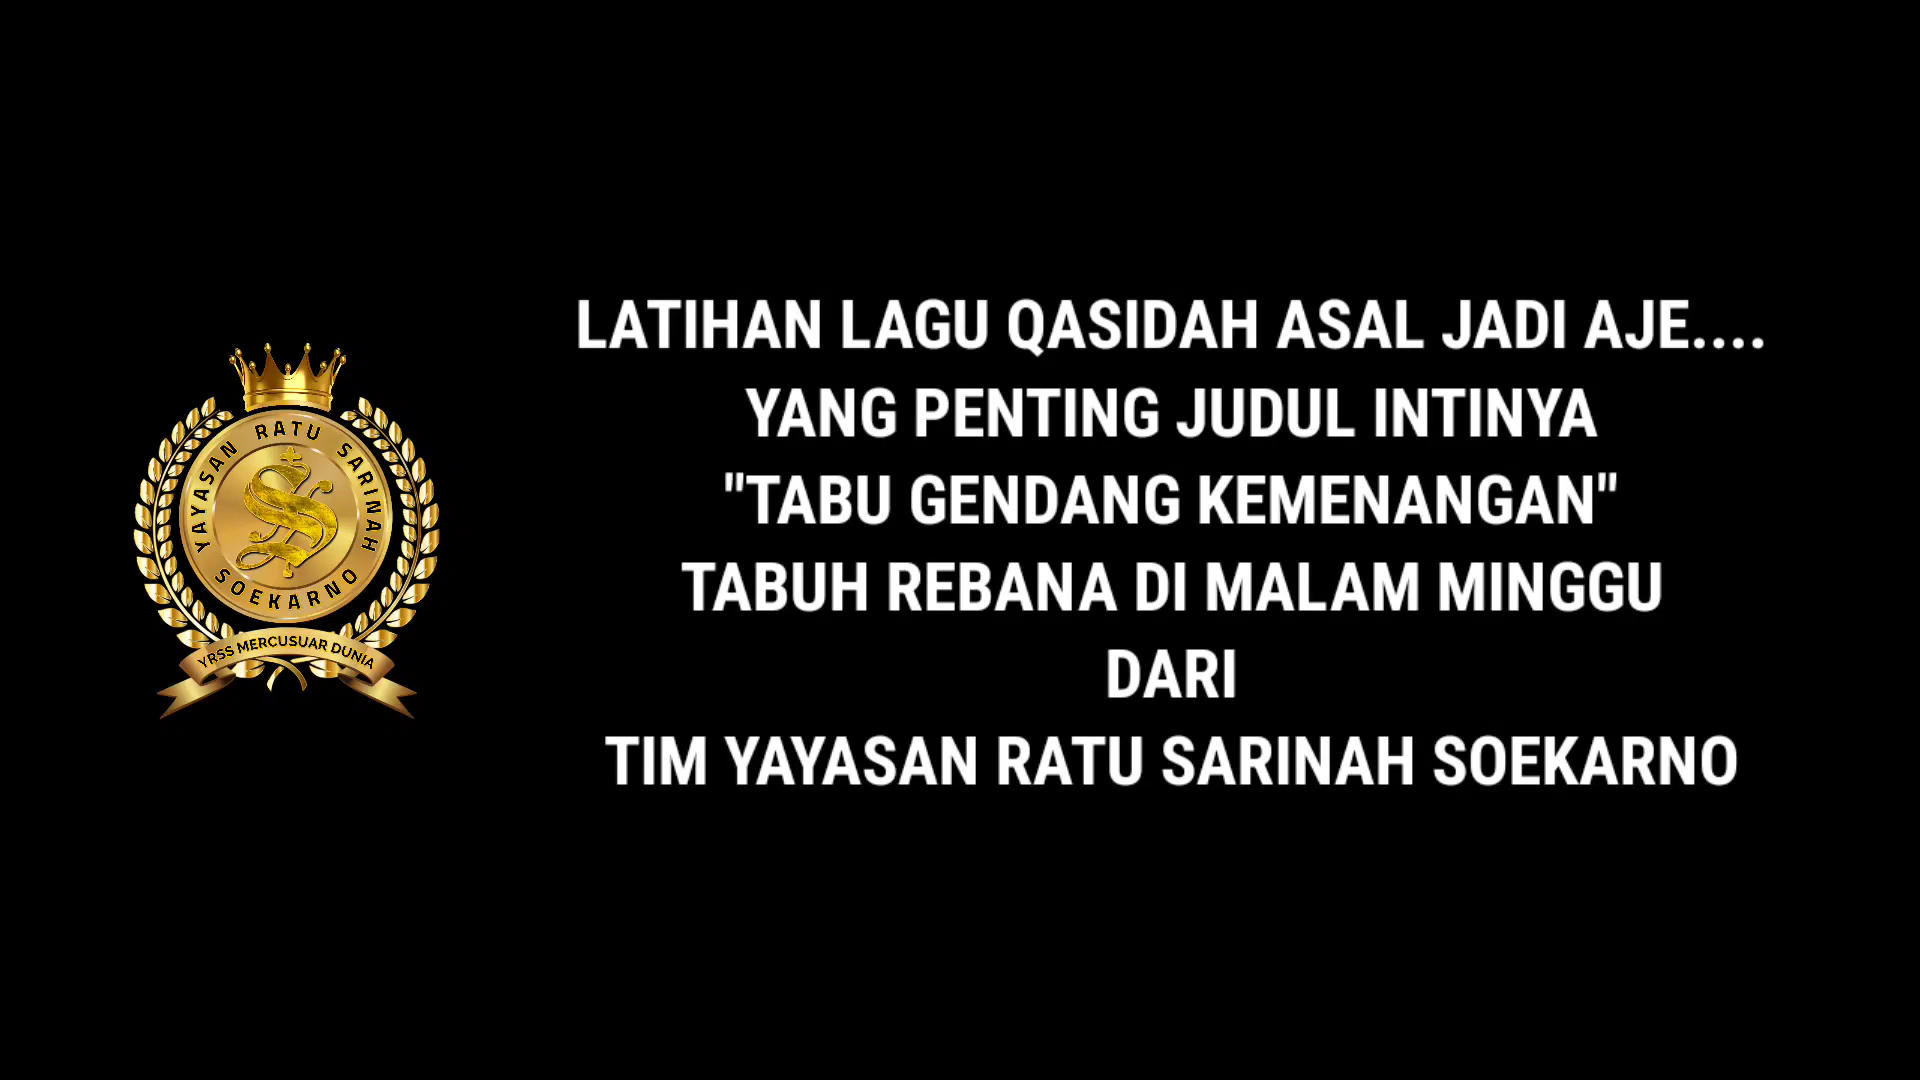 YAYASAN RATU SARINAH
SOEKARNO
YRSS MERCUSUAR DUNIA
LATIHAN LAGU QASIDAH ASAL JADI AJE....
YANG PENTING JUDUL INTINYA
"TABU GENDANG KEMENANGAN"
TABUH REBANA DI MALAM MINGGU
DARI
TIM YAYASAN RATU SARINAH SOEKARNO